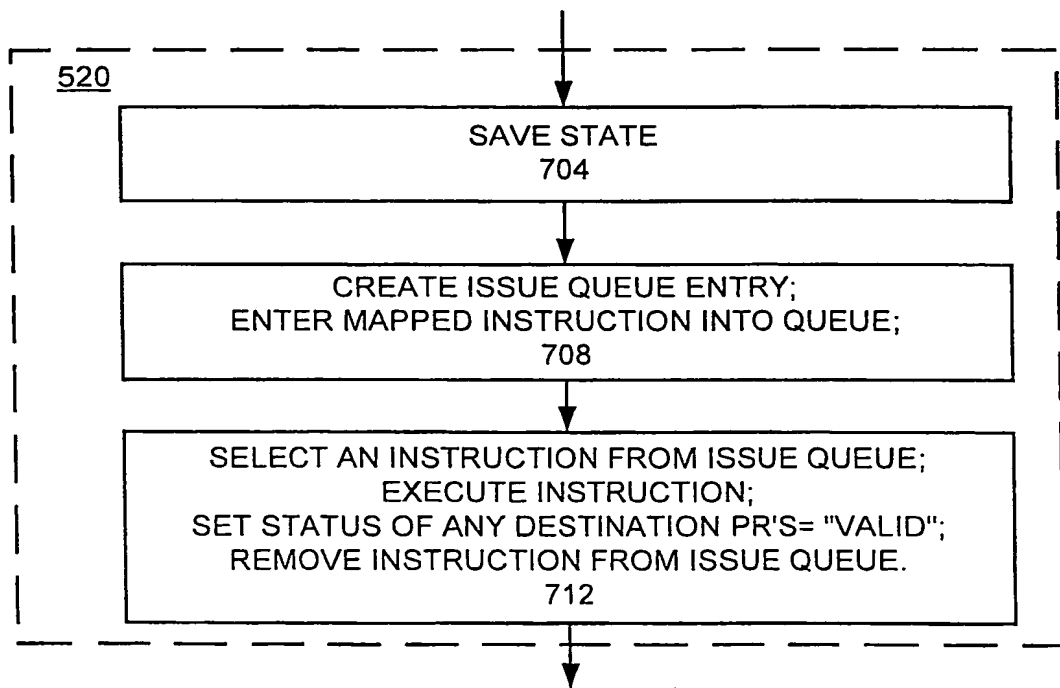 520
SAVE STATE
704
CREATE ISSUE QUEUE ENTRY;
ENTER MAPPED INSTRUCTION INTO QUEUE;
708
SELECT AN INSTRUCTION FROM ISSUE QUEUE;
EXECUTE INSTRUCTION;
SET STATUS OF ANY DESTINATION PR'S= "VALID";
REMOVE INSTRUCTION FROM ISSUE QUEUE.
712